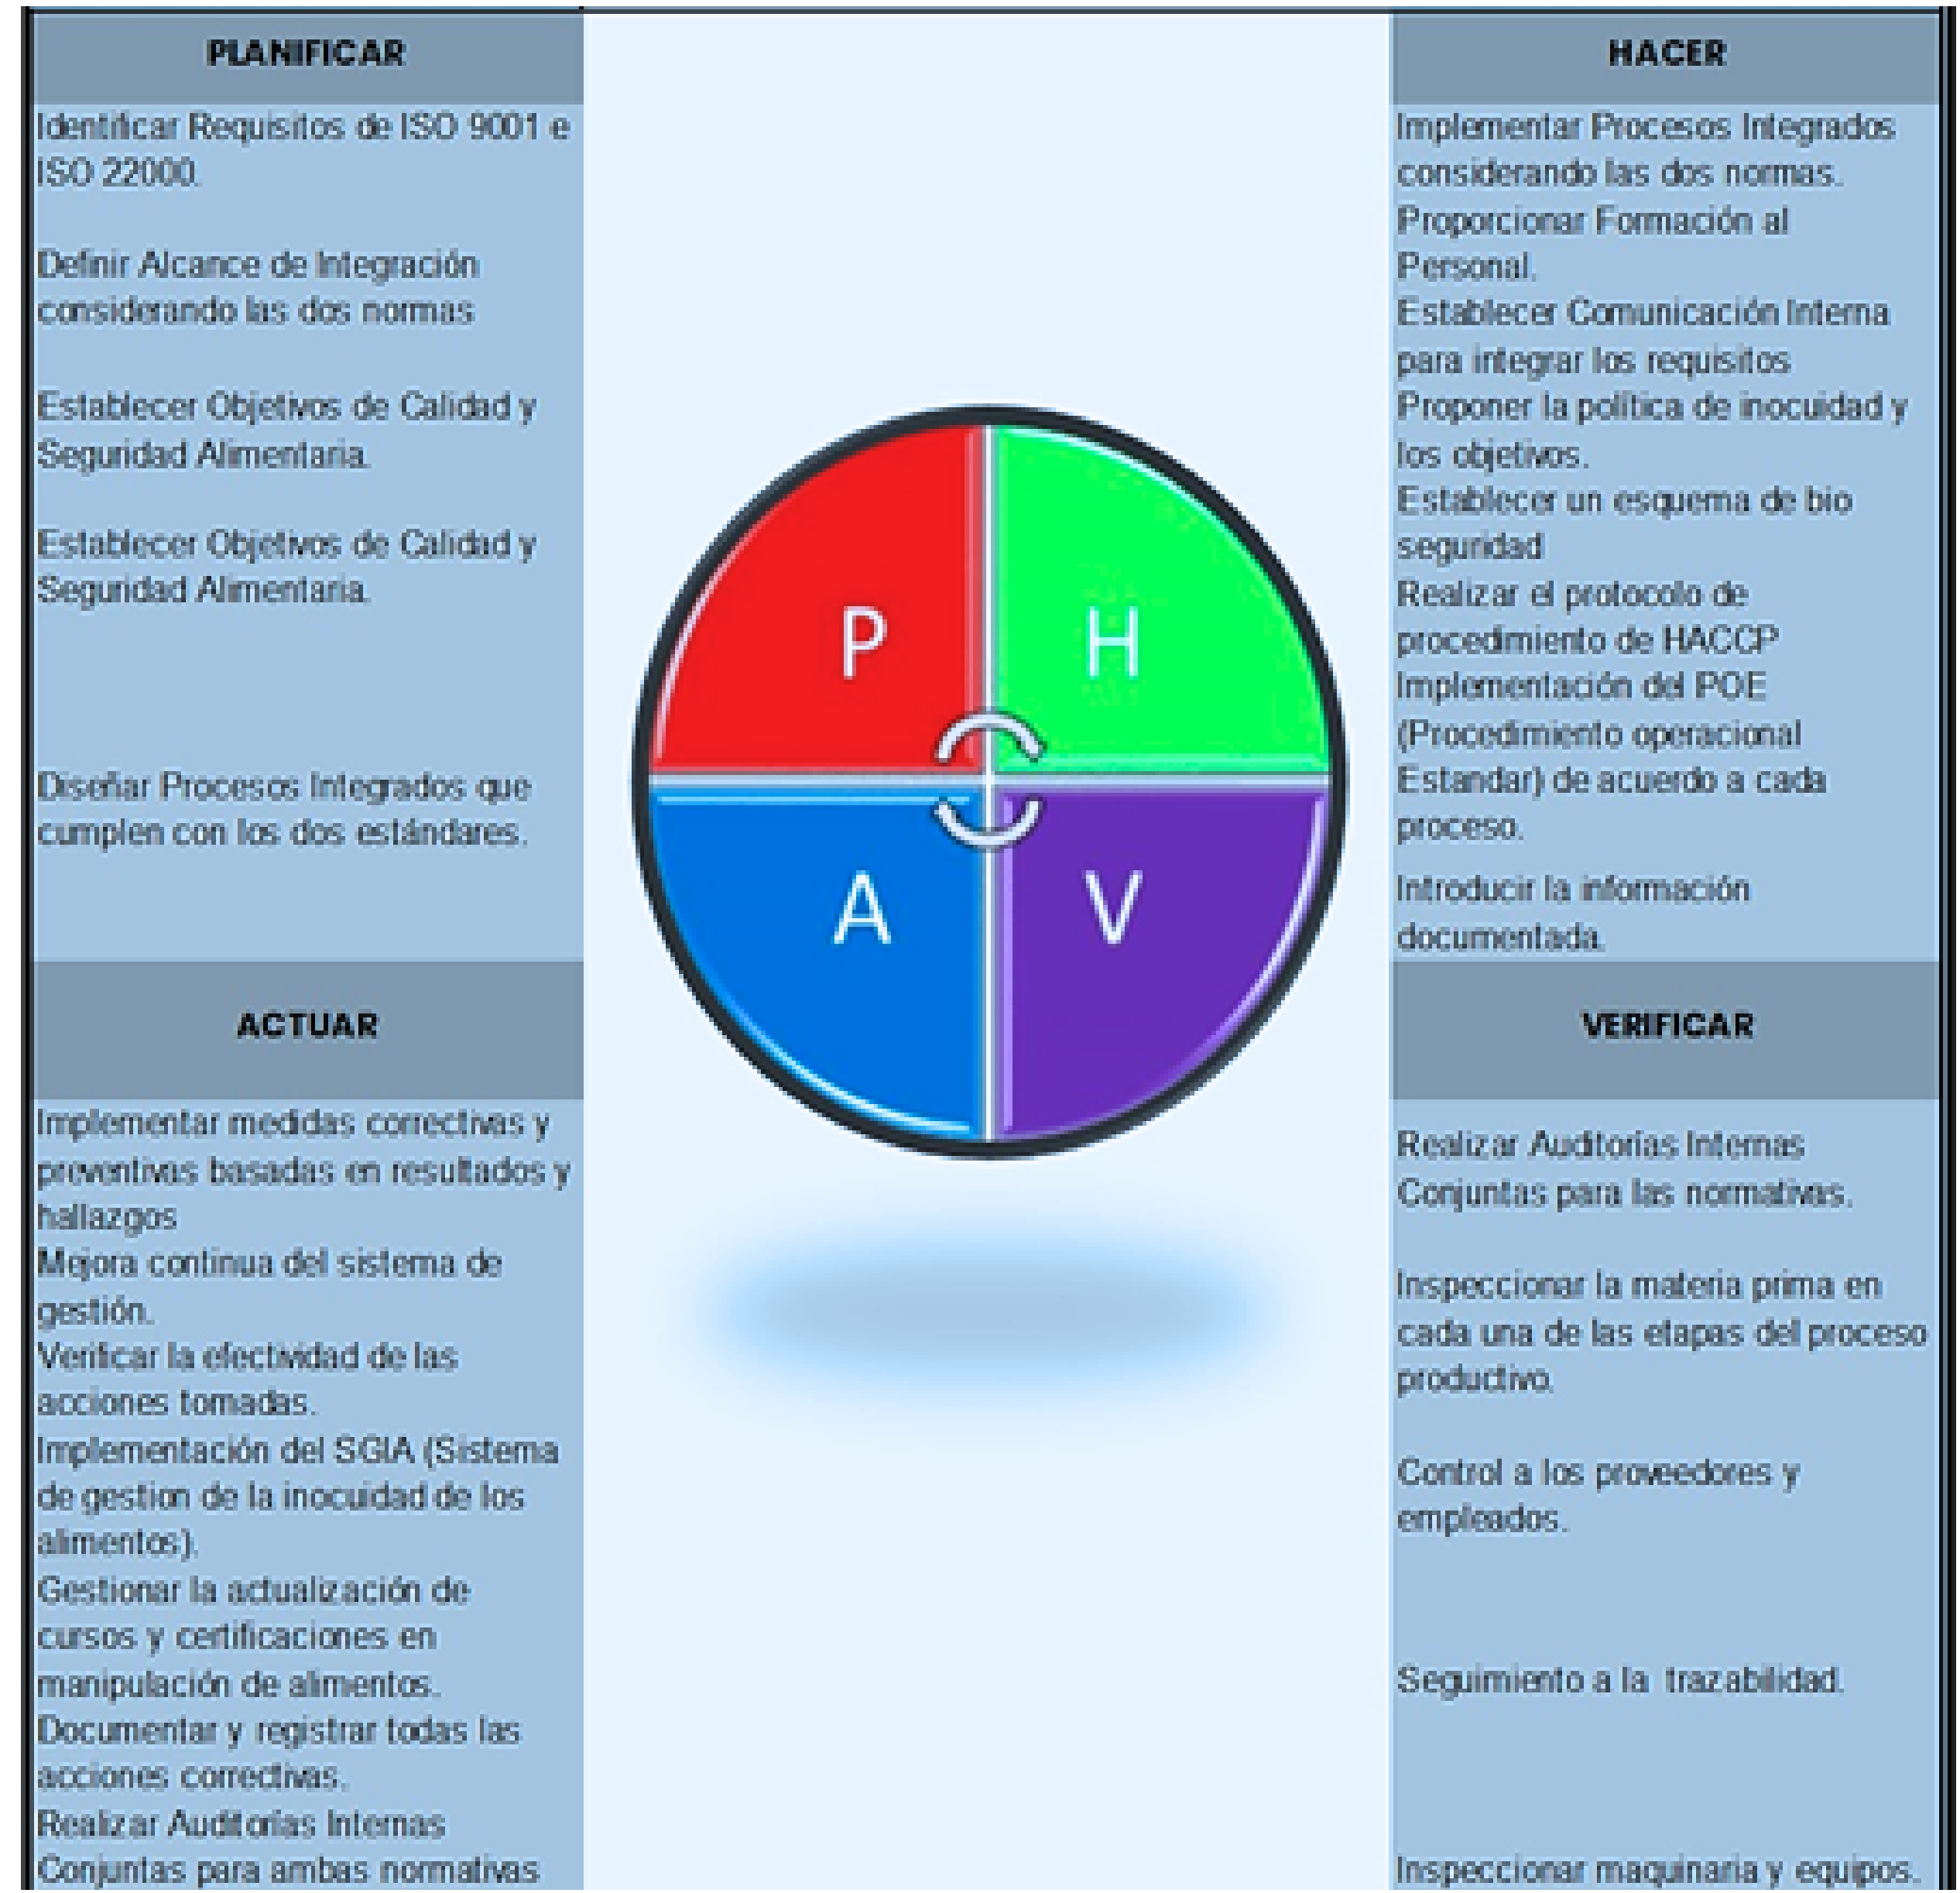 PLANIFICAR
Identificar Requisitos de ISO 9001 e
ISO 22000.
Definir Alcance de Integración
considerando las dos normas
Establecer Objetivos de Calidad y
Seguridad Alimentaria.
Establecer Objetivos de Calidad y
Seguridad Alimentaria.
Diseñar Procesos Integrados que
cumplen con los dos estándares.
HACER
Implementar Procesos Integrados
considerando las dos normas.
Proporcionar Formación al
Personal.
Establecer Comunicación Interna
para integrar los requisitos
Proponer la política de inocuidad y
los objetivos.
Establecer un esquema de bio
seguridad
Realizar el protocolo de
procedimiento de HACCP
Implementación del POE
(Procedimiento operacional
Estandar) de acuerdo a cada
proceso.
Introducir la información
documentada.
P
H
A
V
ACTUAR
Implementar medidas correctivas y
preventivas basadas en resultados y
hallazgos
Mejora continua del sistema de
gestión.
Verificar la efectividad de las
acciones tomadas.
Implementación del SGIA (Sistema
de gestion de la inocuidad de los
alimentos).
Gestionar la actualización de
cursos y certificaciones en
manipulación de alimentos.
Documentar y registrar todas las
acciones correctivas.
Realizar Auditorías Internas
Conjuntas para ambas normativas
VERIFICAR
Realizar Auditorías Internas
Conjuntas para las normativas.
Inspeccionar la materia prima en
cada una de las etapas del proceso
productivo.
Control a los proveedores y
empleados.
Seguimiento a la trazabilidad.
Inspeccionar maquinaria y equipos.